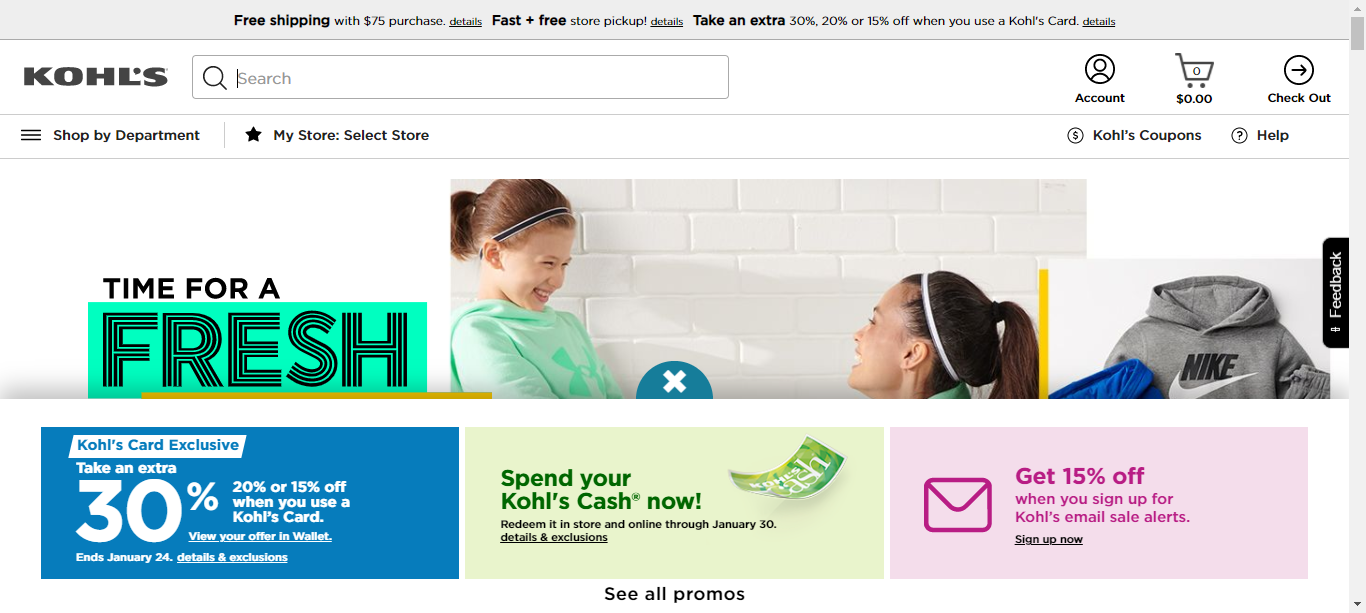 Free shipping with $75 purchase. details Fast + free store pickup! details Take an extra 30%, 20% or 15% off when you use a Kohl's Card. details
KOHL'S
Search
Account
0
$0.00
Check Out
Shop by Department
My Store: Select Store
Kohl's Coupons
Help
TIME FOR A
FRESH
NIKE
Feedback
Kohl's Card Exclusive
Take an extra
30%
20% or 15% off
when you use a
Kohl's Card.
View your offer in Wallet.
Ends January 24. details & exclusions
Spend your
Kohl's Cash® now!
Redeem it in store and online through January 30.
details & exclusions
Get 15% off
when you sign up for
Kohl's email sale alerts.
Sign up now
See all promos